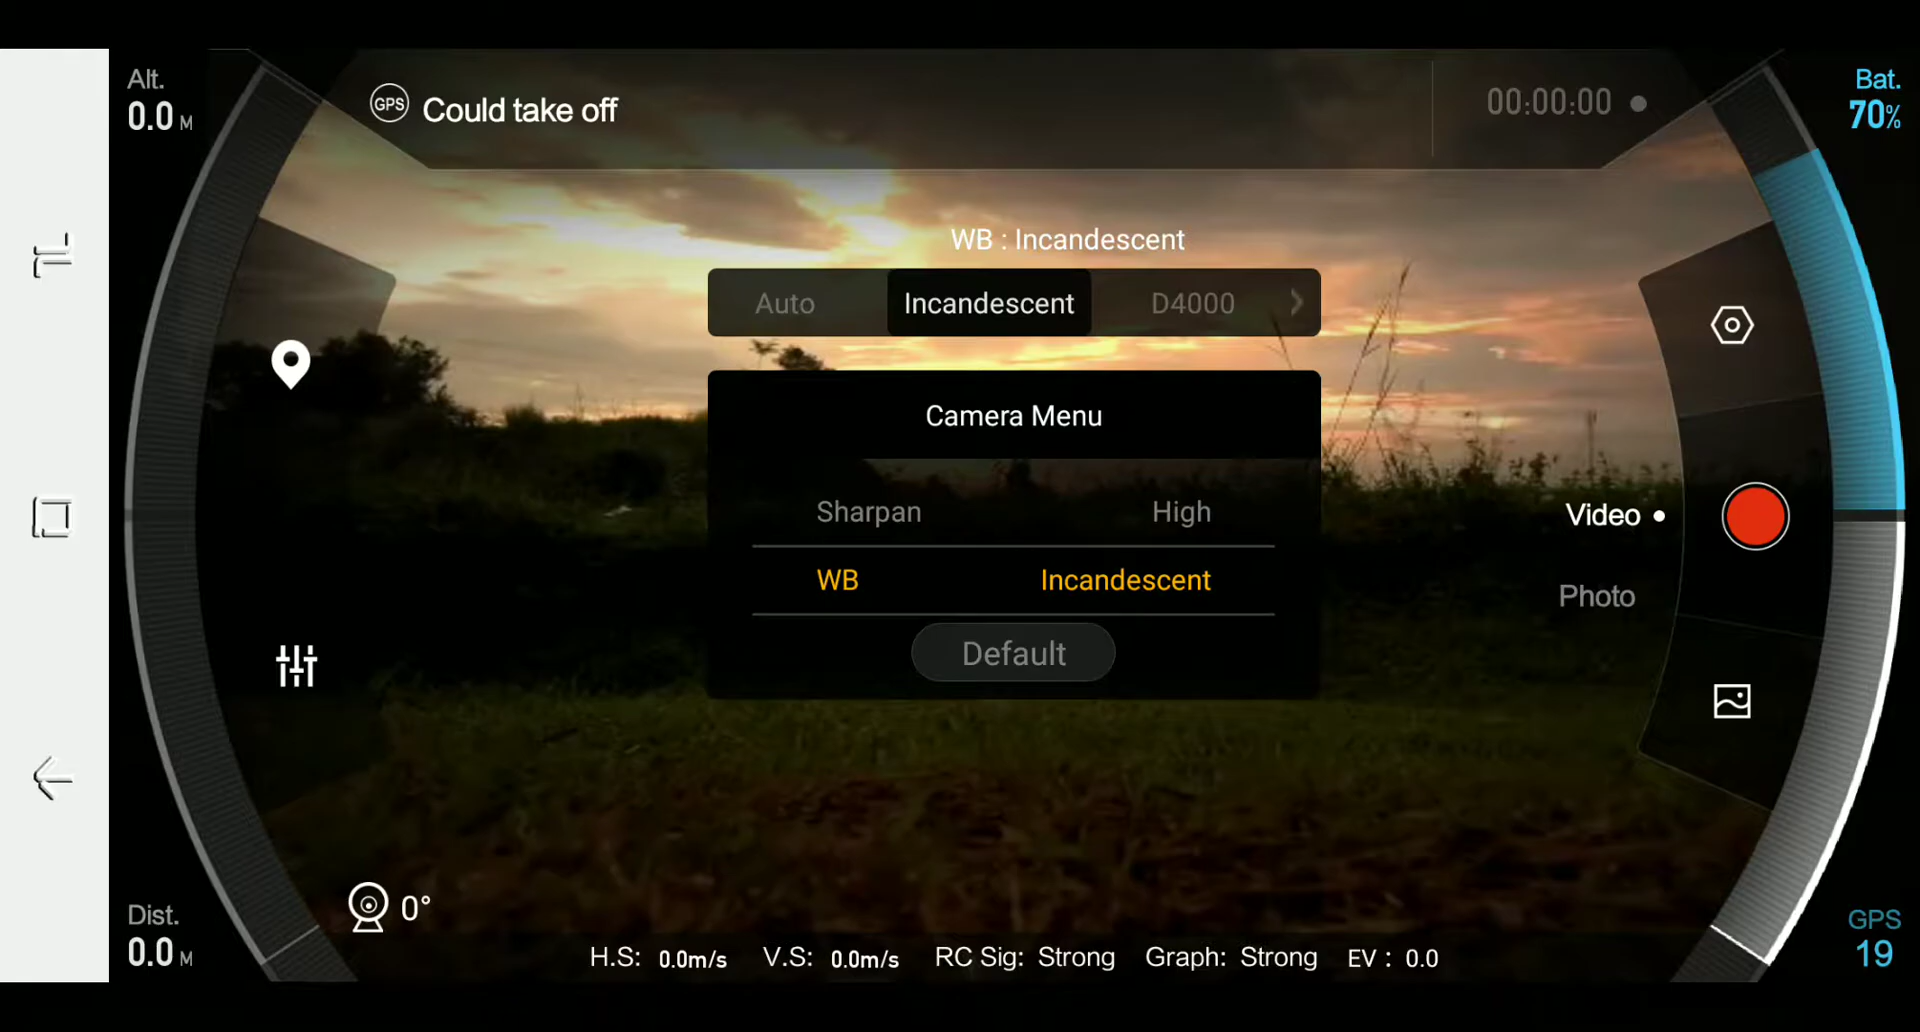 Alt.
0.0 M
GPS Could take off
00:00:00
Bat.
70%
WB : Incandescent
Auto Incandescent D4000
Camera Menu
Sharpan High
WB Incandescent
Default
Video
Photo
0°
Dist.
0.0 M
H.S: 0.0m/s V.S: 0.0m/s RC Sig: Strong Graph: Strong EV : 0.0
GPS
19